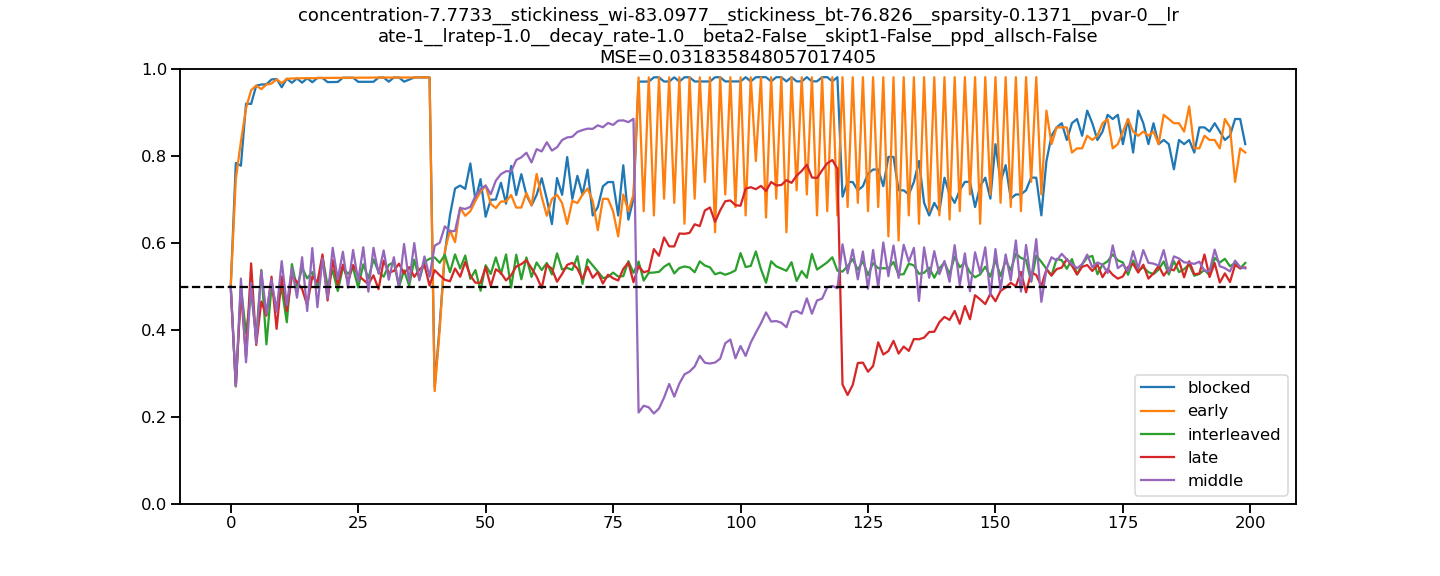 concentration-7.7733__stickiness_wi-83.0977__stickiness_bt-76.826__sparsity-0.1371__pvar-0__lr
ate-1__lratep-1.0__decay_rate-1.0__beta2-False__skipt1-False__ppd_allsch-False
MSE=0.031835848057017405
1.0
0.8
0.6
0.4
0.2
0.0
0 25 50 75 100 125 150 175 200
blocked
early
interleaved
late
middle